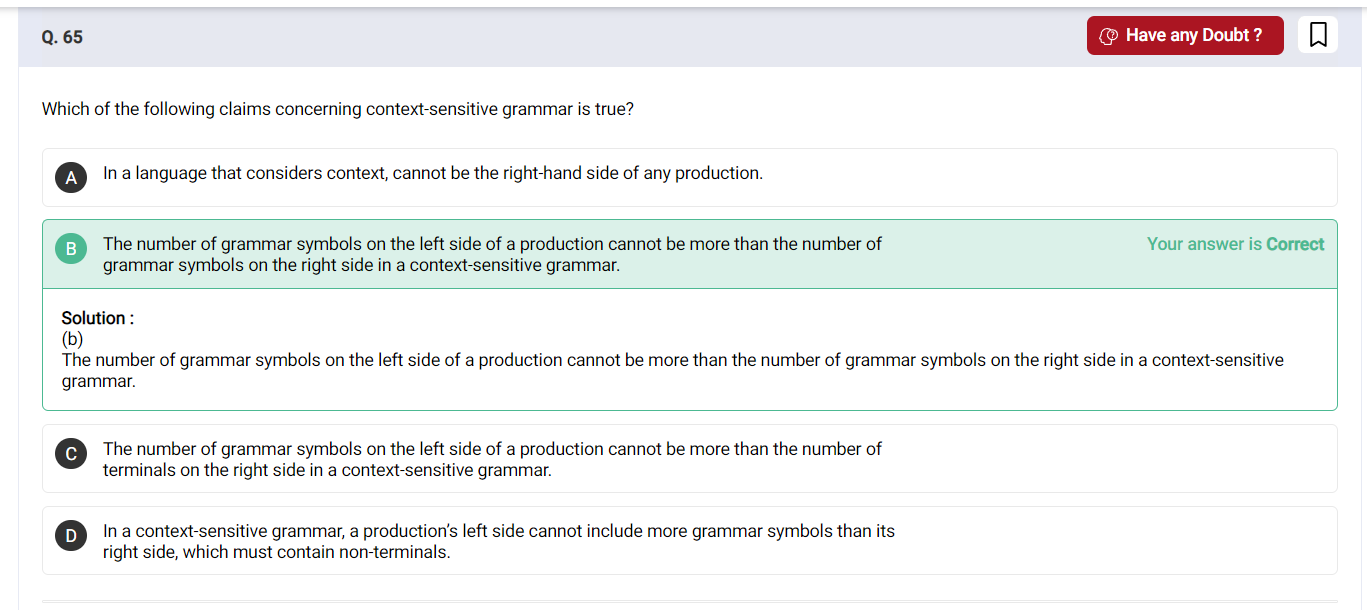 Q. 65
Have any Doubt ?
Which of the following claims concerning context-sensitive grammar is true?
A
In a language that considers context, cannot be the right-hand side of any production.
B
The number of grammar symbols on the left side of a production cannot be more than the number of
grammar symbols on the right side in a context-sensitive grammar.
Your answer is Correct
Solution :
(b)
The number of grammar symbols on the left side of a production cannot be more than the number of grammar symbols on the right side in a context-sensitive
grammar.
C
The number of grammar symbols on the left side of a production cannot be more than the number of
terminals on the right side in a context-sensitive grammar.
D
In a context-sensitive grammar, a production's left side cannot include more grammar symbols than its
right side, which must contain non-terminals.